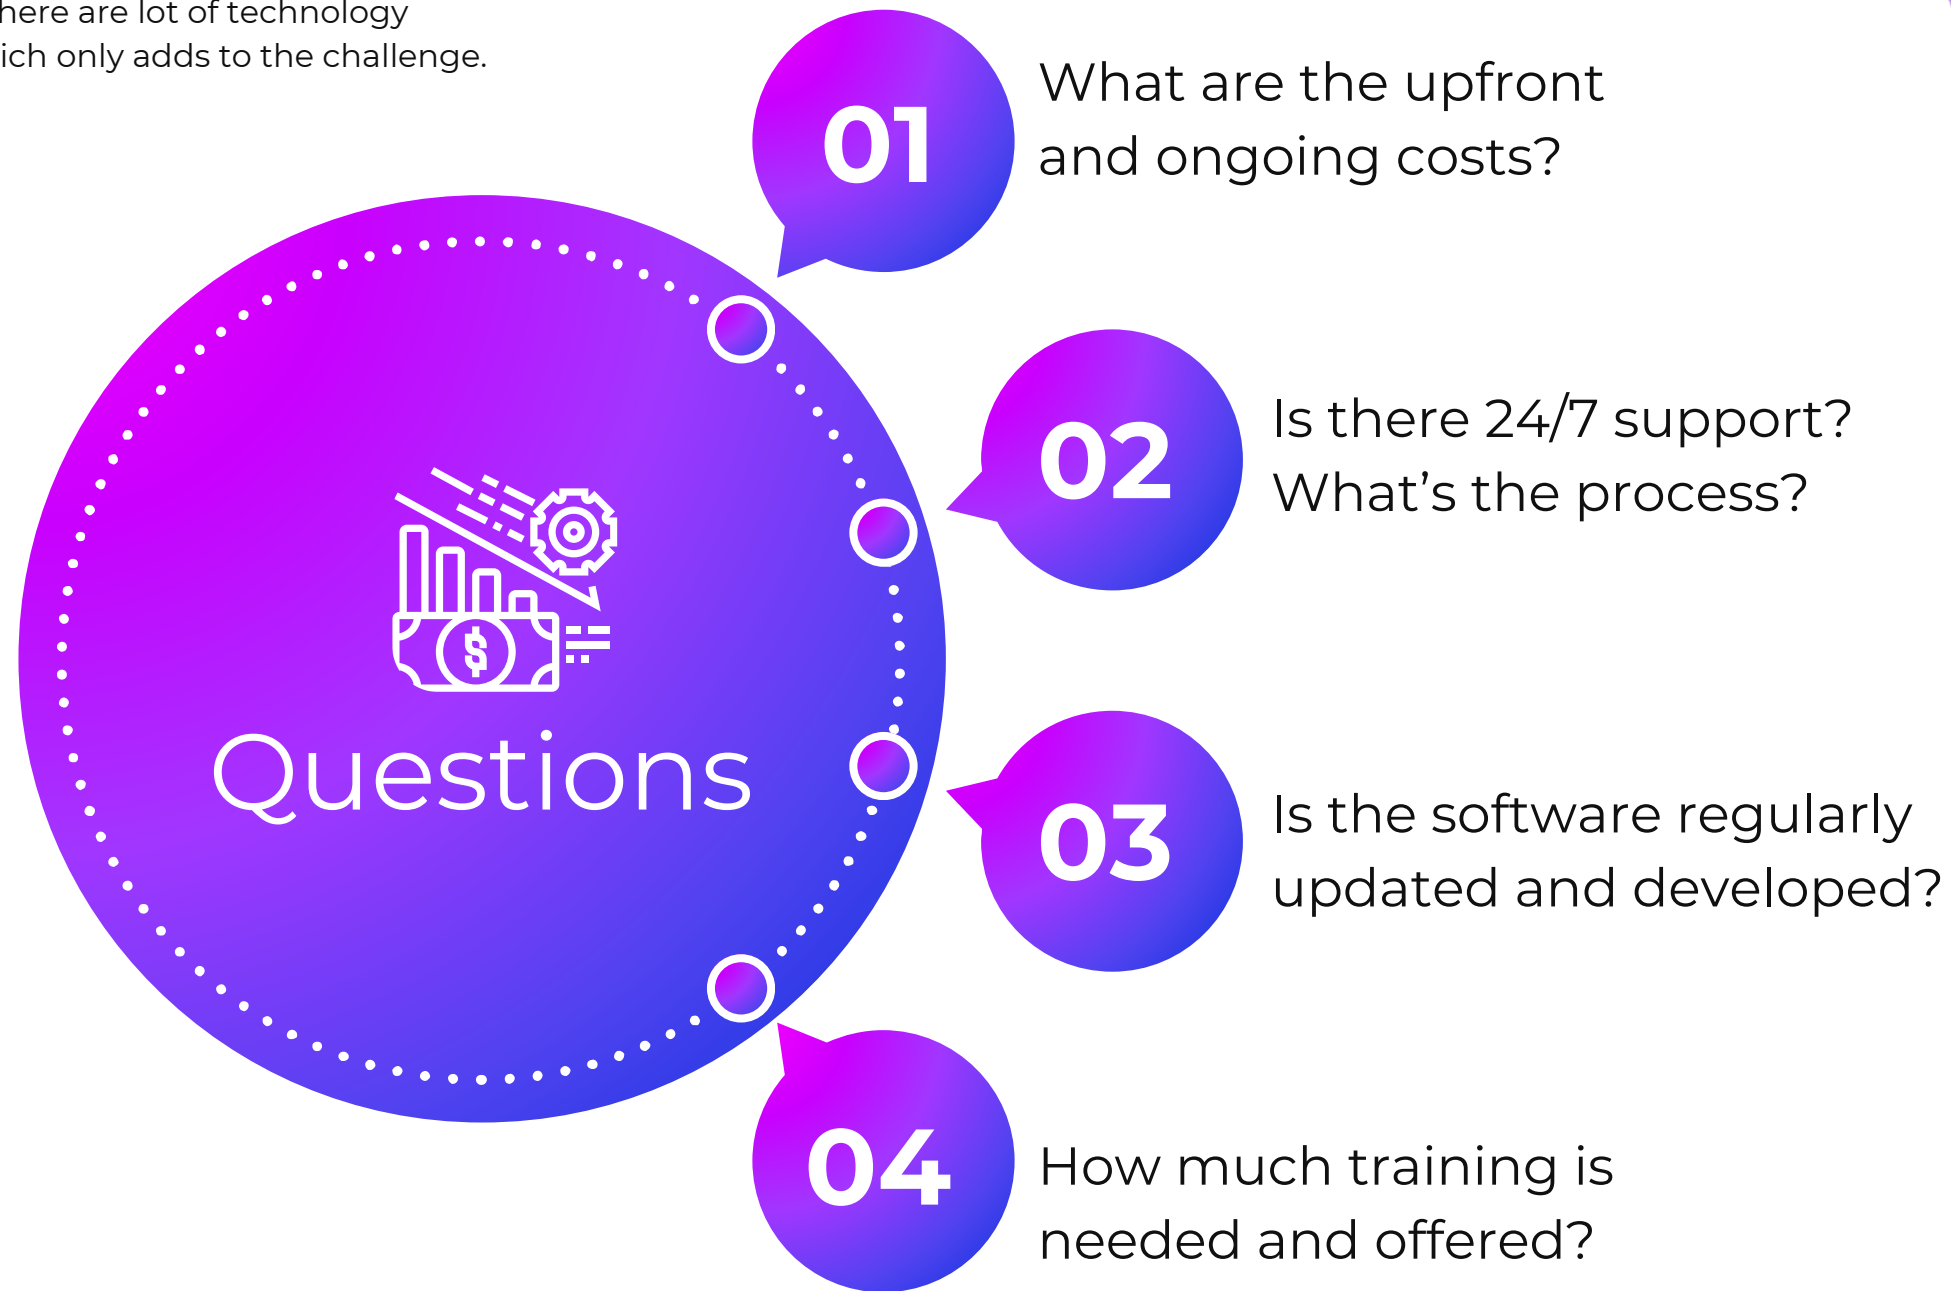 here are lot of technology
ich only adds to the challenge.
01
What are the upfront
and ongoing costs?
02
Is there 24/7 support?
What’s the process?
$
Questions
03
Is the software regularly
updated and developed?
04
How much training is
needed and offered?